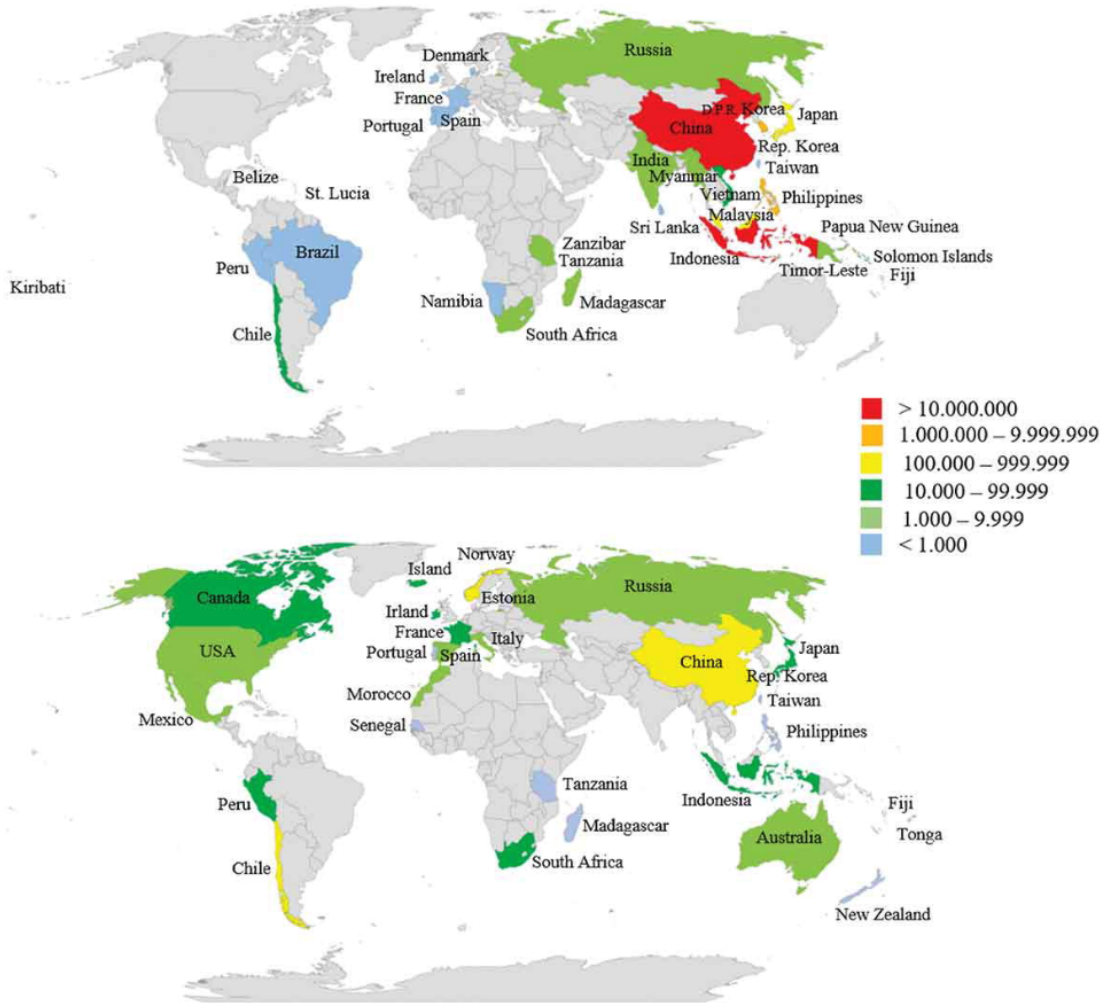 Denmark
Russia
Ireland
France
Portugal
Spain
D.P.R. Korea
China
Japan
Rep. Korea
Taiwan
India
Myanmar
Vietnam
Philippines
Malaysia
Sri Lanka
Indonesia
Papua New Guinea
Solomon Islands
Timor-Leste
Fiji
Belize
St. Lucia
Peru
Brazil
Kiribati
Chile
Zanzibar
Tanzania
Namibia
Madagascar
South Africa
> 10.000.000
1.000.000 – 9.999.999
100.000 – 999.999
10.000 – 99.999
1.000 – 9.999
< 1.000
Norway
Island
Russia
Canada
Estonia
Irland
France
Italy
USA
Portugal
Spain
China
Japan
Rep. Korea
Morocco
Taiwan
Mexico
Senegal
Philippines
Tanzania
Peru
Indonesia
Madagascar
Fiji
Tonga
Australia
Chile
South Africa
New Zealand